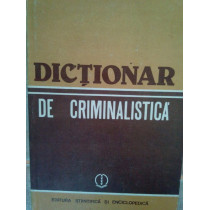 DICȚIONAR
DE CRIMINALISTICĂ
EDITURA ȘTIINȚIFICĂ ȘI ENCICLOPEDICĂ